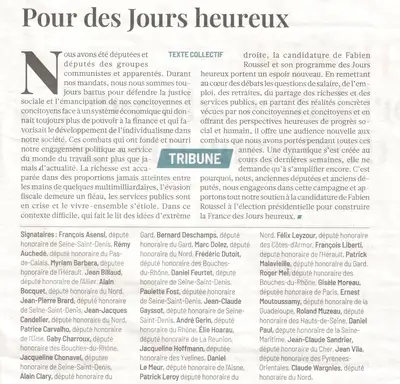 Pour des Jours heureux
TEXTE COLLECTIF
Nous avons été députées et
députés des groupes
communistes et apparentés. Durant
nos mandats, nous nous sommes tou-
jours battus pour défendre la justice
sociale et l'émancipation de nos concitoyennes et
concitoyens face à un système économique qui don-
nait toujours plus de pouvoir à la finance et qui fa-
vorisait le développement de l'individualisme dans
notre société. Ces combats qui ont fondé et nourri
notre engagement politique au service
du monde du travail sont plus que ja-
mais d'actualité. La richesse est acca-
parée dans des proportions jamais atteintes entre
les mains de quelques multimilliardaires, l'évasion
fiscale demeure un fléau, les services publics sont
en crise et le vivre-ensemble s'étiole. Dans ce
contexte difficile, qui fait le lit des idées d'extrême
TRIBUNE
droite, la candidature de Fabien
Roussel et son programme des Jours
heureux portent un espoir nouveau. En remettant
au cœur des débats les questions de salaire, de l'em-
ploi, des retraites, du partage des richesses et des
services publics, en partant des réalités concrètes
vécues par nos concitoyennes et concitoyens et en
offrant des perspectives heureuses de progrès so-
cial et humain, il offre une audience nouvelle aux
combats que nous avons portés pendant toutes ces
années. Une dynamique s'est créée au
cours des dernières semaines, elle ne
demande qu'à s'amplifier encore. C'est
pourquoi, nous, anciennes députées et anciens dé-
putés, nous engageons dans cette campagne et ap-
portons tout notre soutien à la candidature de Fabien
Roussel à l'élection présidentielle pour construire
la France des Jours heureux.
Signataires : François Asensi, député
honoraire de Seine-Saint-Denis. Rémy
Auchedé, député honoraire du Pas-
de-Calais. Myriam Barbera, députée
honoraire de l'Hérault. Jean Billaud, député
honoraire de l'Allier. Alain
Bocquet, député honoraire du Nord.
Jean-Pierre Brard, député honoraire
de Seine-Saint-Denis. Jean-Jacques
Candelier, député honoraire du Nord.
Patrice Carvalho, député honoraire de
l'Oise. Gaby Charroux, député
honoraire des Bouches-du-Rhône.
Jacqueline Chonavel, députée
honoraire de Seine-Saint-Denis.
Alain Clary, député honoraire du
Gard. Bernard Deschamps, député
honoraire du Gard. Marc Dolez, député
honoraire du Nord. Frédéric Dutoit,
député honoraire des Bouches-du-
Rhône. Daniel Feurtet, député
honoraire de Seine-Saint-Denis.
Paulette Fost, députée honoraire
de Seine-Saint-Denis. Jean-Claude
Gayssot, député honoraire de Seine-
Saint-Denis. André Gerin, député
honoraire du Rhône. Élie Hoarau,
député honoraire de La Réunion.
Jacqueline Hoffmann, députée
honoraire des Yvelines. Daniel
Le Meur, député honoraire de l'Aisne.
Patrick Leroy député honoraire du
Nord. Félix Leyzour, député honoraire
des Côtes-d'Armor. François Liberti,
député honoraire de l'Hérault. Patrick
Malavieille, député honoraire du Gard.
Roger Meï, député honoraire des
Bouches-du-Rhône. Gisèle Moreau,
députée honoraire de Paris. Ernest
Moutoussamy, député honoraire de la
Guadeloupe. Roland Muzeau, député
honoraire des Hauts-de-Seine. Daniel
Paul, député honoraire de la Seine-
Maritime. Jean-Claude Sandrier,
député honoraire du Cher. Jean Vila,
député honoraire des Pyrénées-
Orientales. Claude Wargnies, député
honoraire du